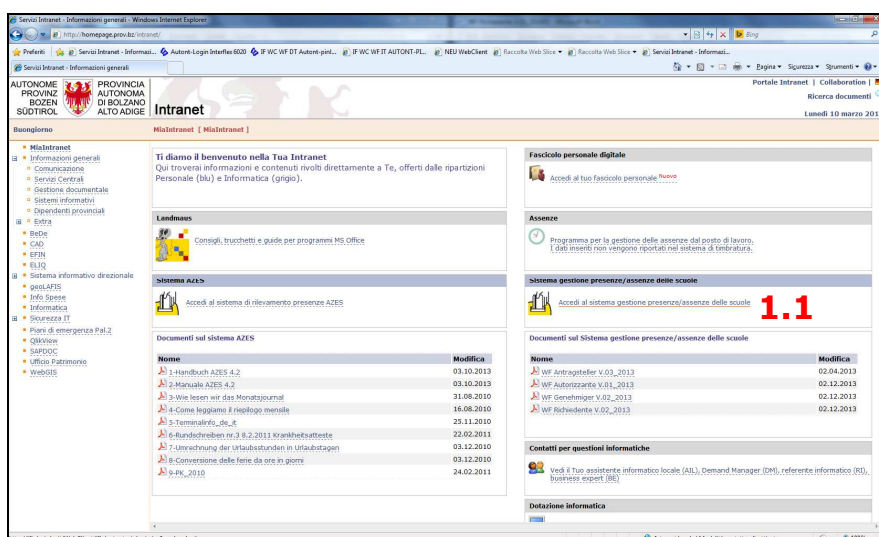 Servizi Intranet - Informazioni generali - Windows Internet Explorer
http://homepage.prov.bz/intranet/
Bing
Preferiti
Servizi Intranet - Informazi...
Autont-Login Interflex 6020
IF WC WF DT Autont-pinl...
IF WC WF IT AUTONT-PL...
NEU WebClient
Raccolta Web Slice
Raccolta Web Slice
Servizi Intranet - Informazi...
Servizi Intranet - Informazioni generali
Pagina
Sicurezza
Strumenti
AUTONOME PROVINZ BOZEN SÜDTIROL
PROVINCIA AUTONOMA DI BOLZANO ALTO ADIGE
Intranet
Portale Intranet | Collaboration |
Ricerca documenti
Lunedì 10 marzo 201
Buongiorno
MiaIntranet [ MiaIntranet ]
MiaIntranet
Informazioni generali
Comunicazione
Servizi Centrali
Gestione documentale
Sistemi informativi
Dipendenti provinciali
Extra
BeDe
CAD
EFIN
ELIQ
Sistema informativo direzionale
geoLAFIS
Info Spese
Informatica
Sicurezza IT
Piani di emergenza Pal.2
QlikView
SAPDOC
Ufficio Patrimonio
WebGIS
Ti diamo il benvenuto nella Tua Intranet
Qui troverai informazioni e contenuti rivolti direttamente a Te, offerti dalle ripartizioni
Personale (blu) e Informatica (grigio).
Landmaus
Consigli, trucchetti e guide per programmi MS Office
Sistema AZES
Accedi al sistema di rilevamento presenze AZES
Documenti sul sistema AZES
Nome Modifica
1-Handbuch AZES 4.2 03.10.2013
2-Manuale AZES 4.2 03.10.2013
3-Wie lesen wir das Monatsjournal 31.08.2010
4-Come leggiamo il riepilogo mensile 16.08.2010
5-Terminalinfo_de_it 25.11.2010
6-Rundschreiben nr.3 8.2.2011 Krankheitsatteste 22.02.2011
7-Umrechnung der Urlaubsstunden in Urlaubstagen 03.12.2010
8-Conversione delle ferie da ore in giorni 03.12.2010
9-PK_2010 24.02.2011
Fascicolo personale digitale
Accedi al tuo fascicolo personale Nuovo
Assenze
Programma per la gestione delle assenze dal posto di lavoro.
I dati inseriti non vengono riportati nel sistema di timbratura.
Sistema gestione presenze/assenze delle scuole
Accedi al sistema gestione presenze/assenze delle scuole
1.1
Documenti sul Sistema gestione presenze/assenze delle scuole
Nome Modifica
WF Antragsteller V.03_2013 02.04.2013
WF Autorizzante V.01_2013 02.12.2013
WF Genehmiger V.02_2013 02.12.2013
WF Richiedente V.02_2013 02.12.2013
Contatti per questioni informatiche
Vedi il Tuo assistente informatico locale (AIL), Demand Manager (DM), referente informatico (RI),
business expert (BE)
Dotazione informatica